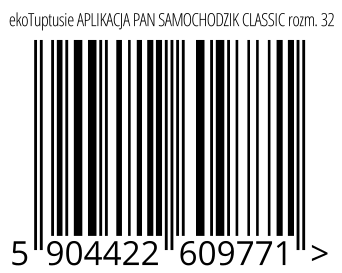 ekoTuptusie APLIKACJA PAN SAMOCHODZIK CLASSIC rozm. 32
5 904422 609771 >